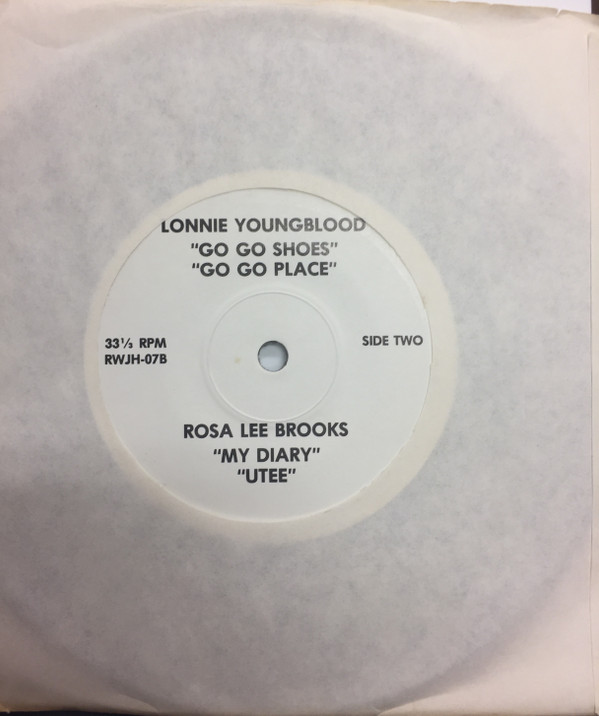 LONNIE YOUNGBLOOD
"GO GO SHOES"
"GO GO PLACE"
33⅓ RPM
RWJH-07B
SIDE TWO
ROSA LEE BROOKS
"MY DIARY"
"UTEE"